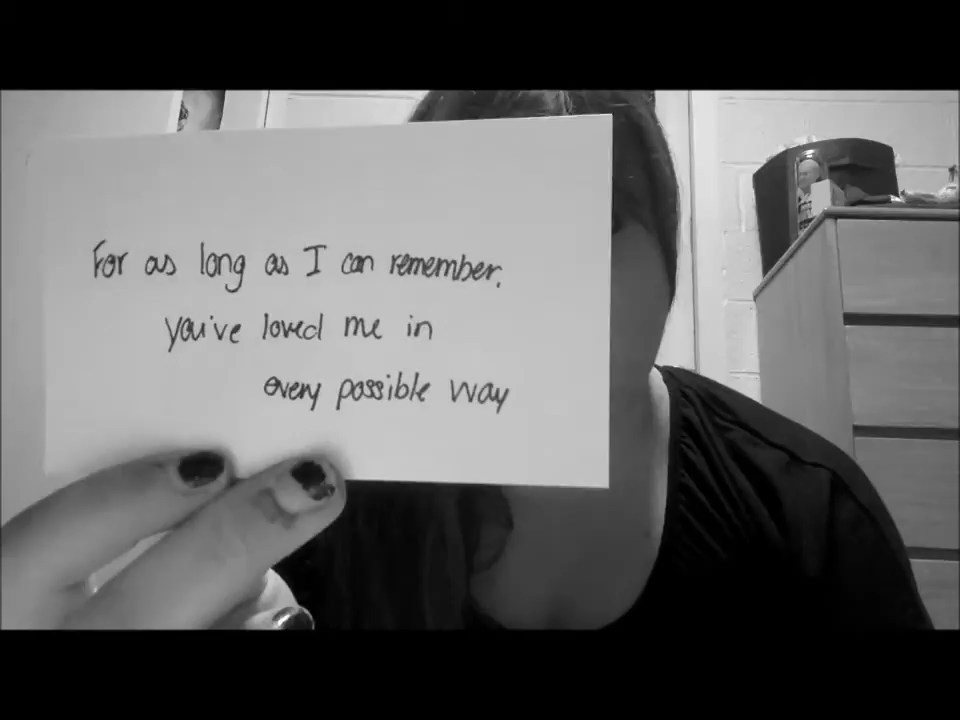 For as long as I can remember,
you've loved me in
every possible way